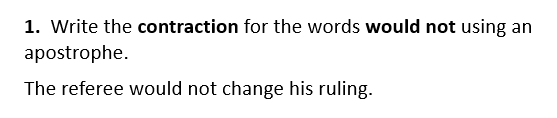 1. Write the contraction for the words would not using an
apostrophe.
The referee would not change his ruling.